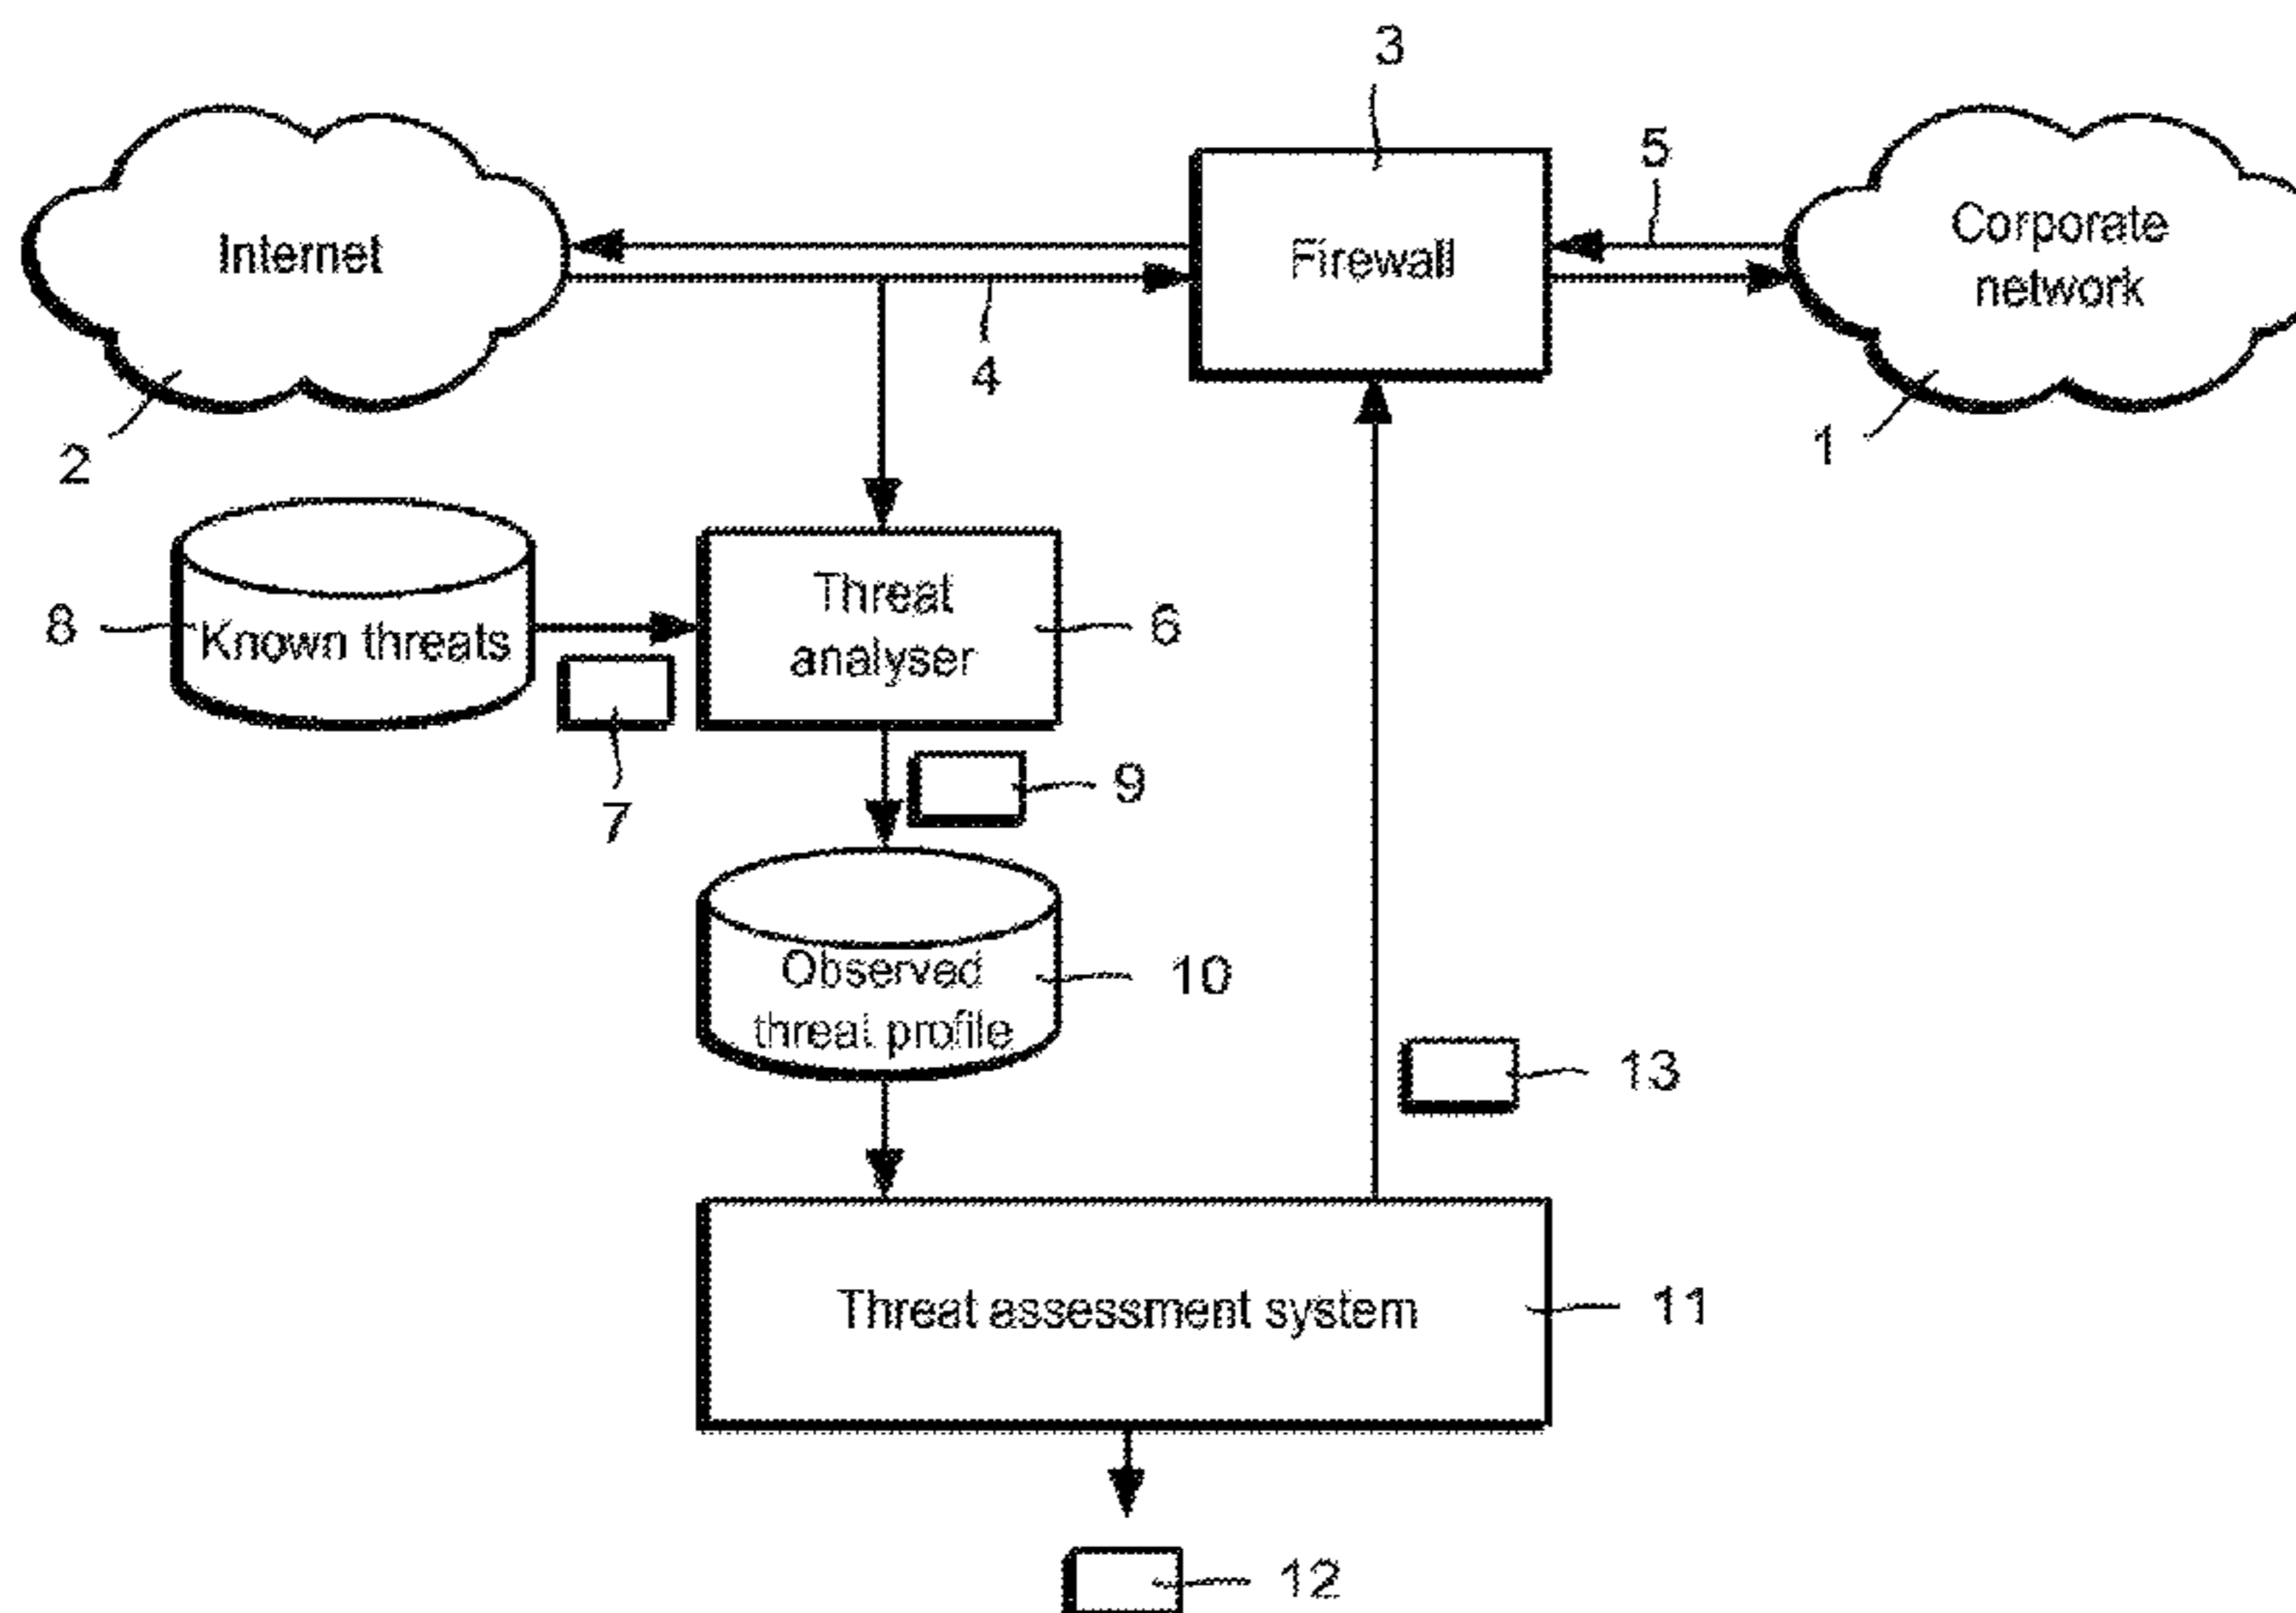 3
5
Internet
Firewall
Corporate
network
4
2
1
8
Known threats
Threat
analyser
6
7
9
Observed
threat profile
10
13
Threat assessment system
11
12